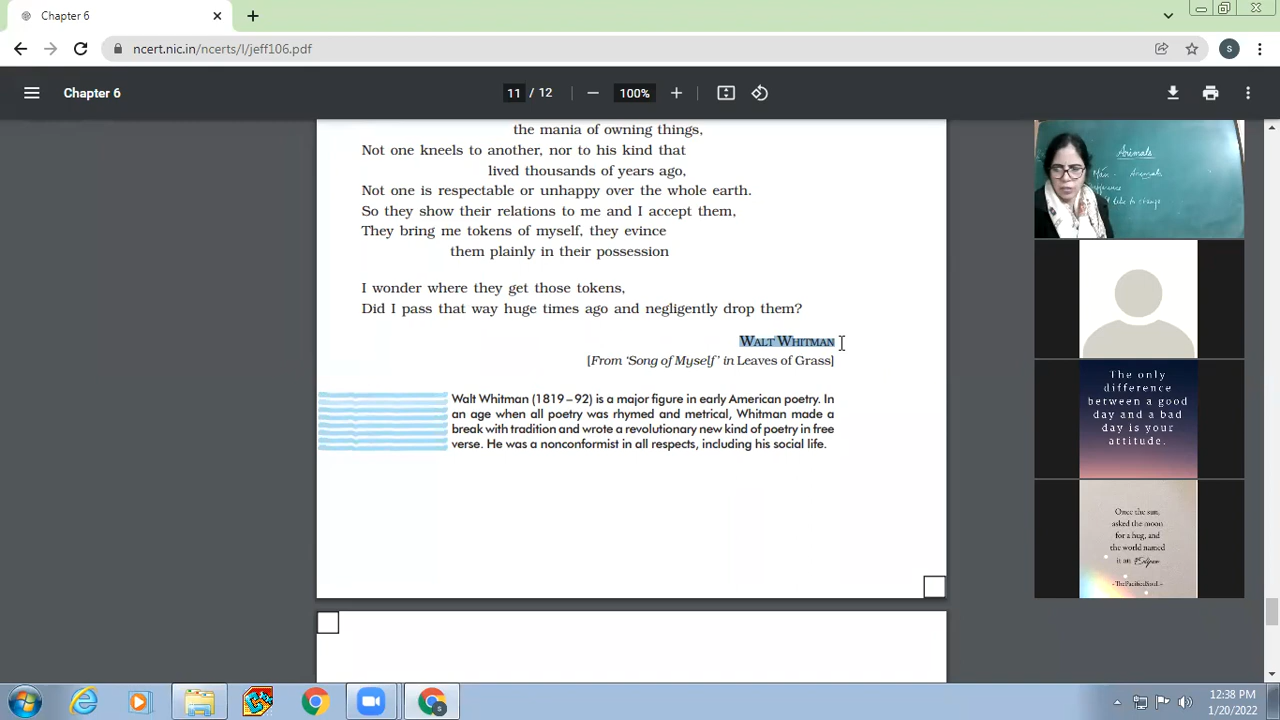 Chapter 6
ncert.nic.in/ncerts/l/jeff106.pdf
S
Chapter 6
11 / 12
100%
the mania of owning things,
Not one kneels to another, nor to his kind that
lived thousands of years ago,
Not one is respectable or unhappy over the whole earth.
So they show their relations to me and I accept them,
They bring me tokens of myself, they evince
them plainly in their possession
I wonder where they get those tokens,
Did I pass that way huge times ago and negligently drop them?
WALT WHITMAN
[From ‘Song of Myself’ in Leaves of Grass]
Walt Whitman (1819–92) is a major figure in early American poetry. In
an age when all poetry was rhymed and metrical, Whitman made a
break with tradition and wrote a revolutionary new kind of poetry in free
verse. He was a nonconformist in all respects, including his social life.
Animals
Men - Animals
like to change
The only
difference
between a good
day and a bad
day is your
attitude.
Once the sun,
asked the moon
for a hug, and
the world named
it an Eclipse
-ThePacifiedSoul-
12:38 PM
1/20/2022